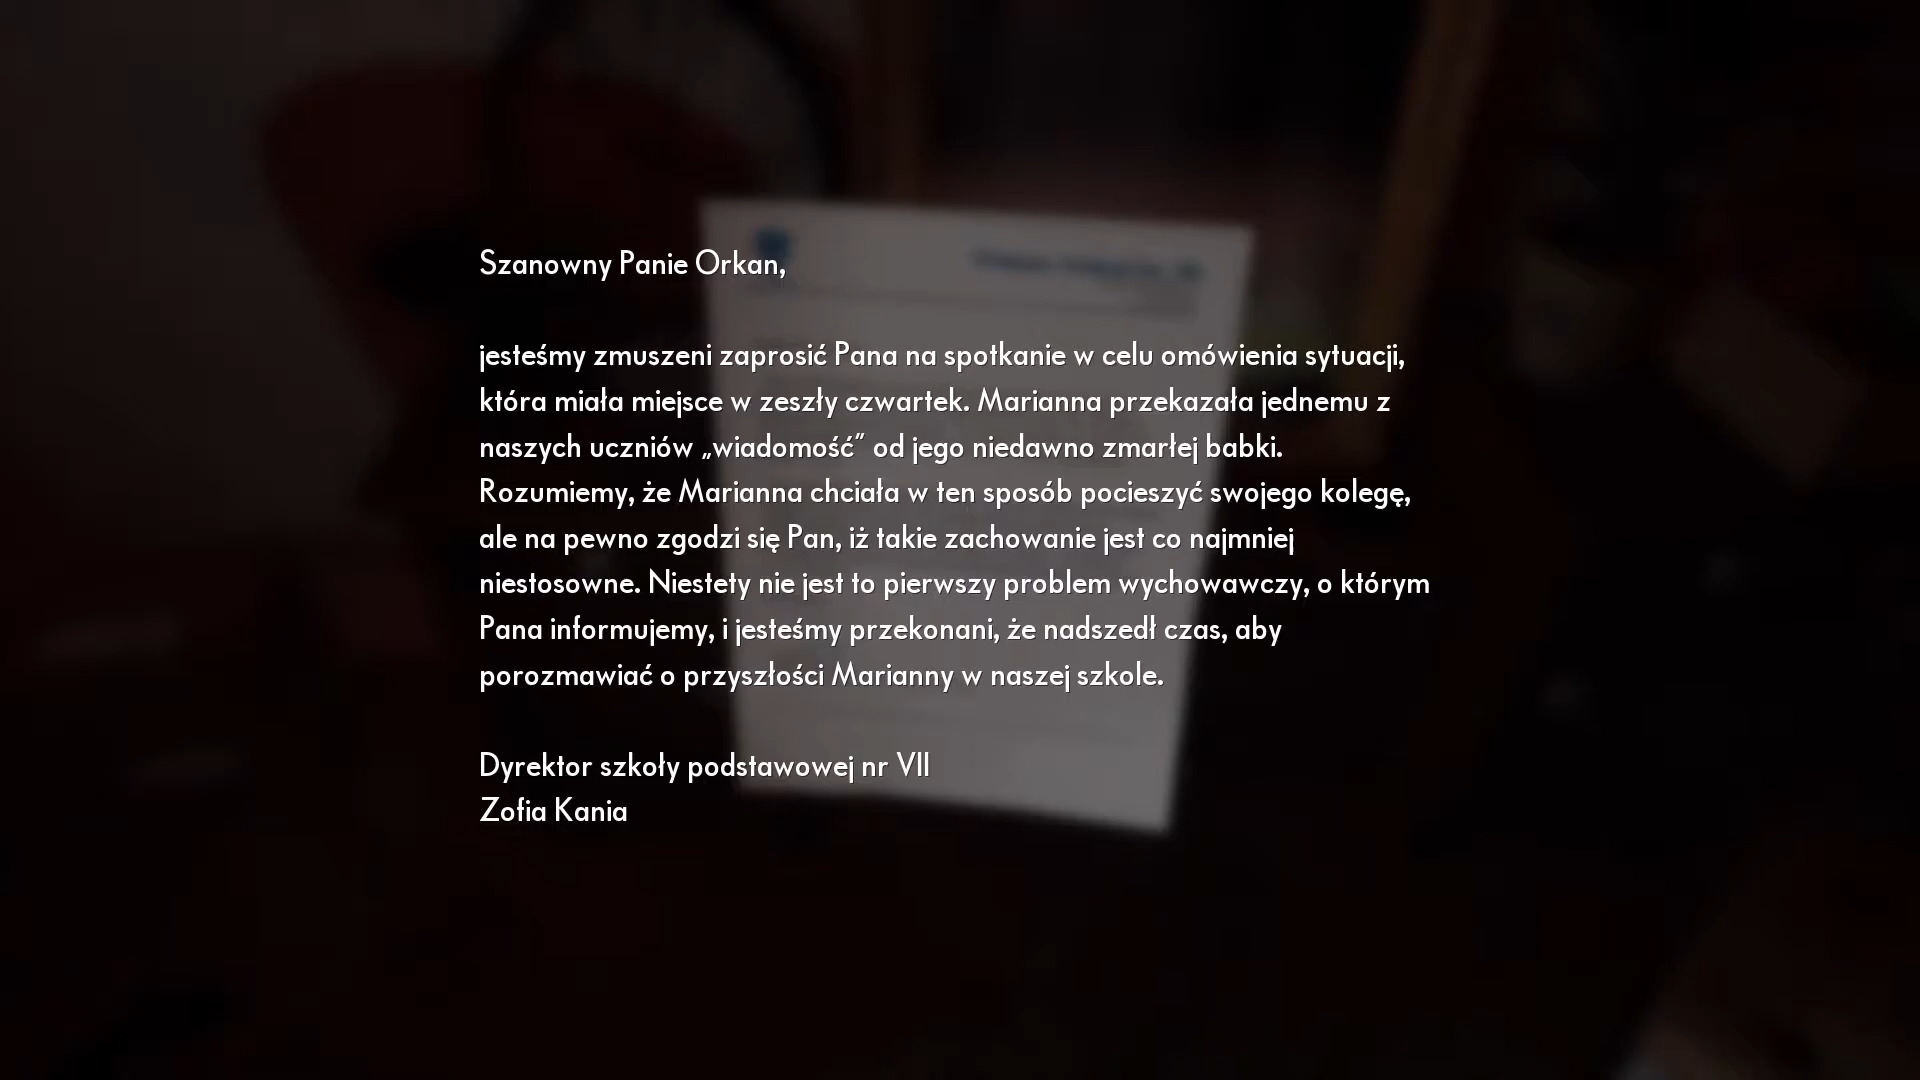 Szanowny Panie Orkan,
jesteśmy zmuszeni zaprosić Pana na spotkanie w celu omówienia sytuacji,
która miała miejsce w zeszły czwartek. Marianna przekazała jednemu z
naszych uczniów „wiadomość” od jego niedawno zmarłej babki.
Rozumiemy, że Marianna chciała w ten sposób pocieszyć swojego kolegę,
ale na pewno zgodzi się Pan, iż takie zachowanie jest co najmniej
niestosowne. Niestety nie jest to pierwszy problem wychowawczy, o którym
Pana informujemy, i jesteśmy przekonani, że nadszedł czas, aby
porozmawiać o przyszłości Marianny w naszej szkole.
Dyrektor szkoły podstawowej nr VII
Zofia Kania